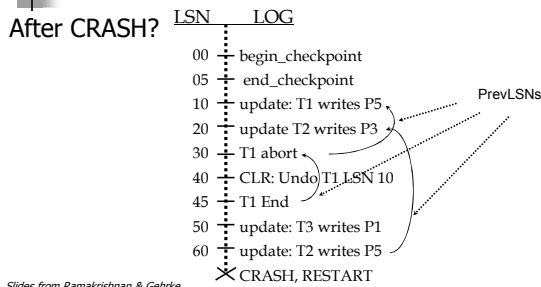 After CRASH?
LSN LOG
00 begin_checkpoint
05 end_checkpoint
10 update: T1 writes P5
PrevLSNs
20 update T2 writes P3
30 T1 abort
40 CLR: Undo T1 LSN 10
45 T1 End
50 update: T3 writes P1
60 update: T2 writes P5
CRASH, RESTART
Slides from Ramakrishnan & Gehrke